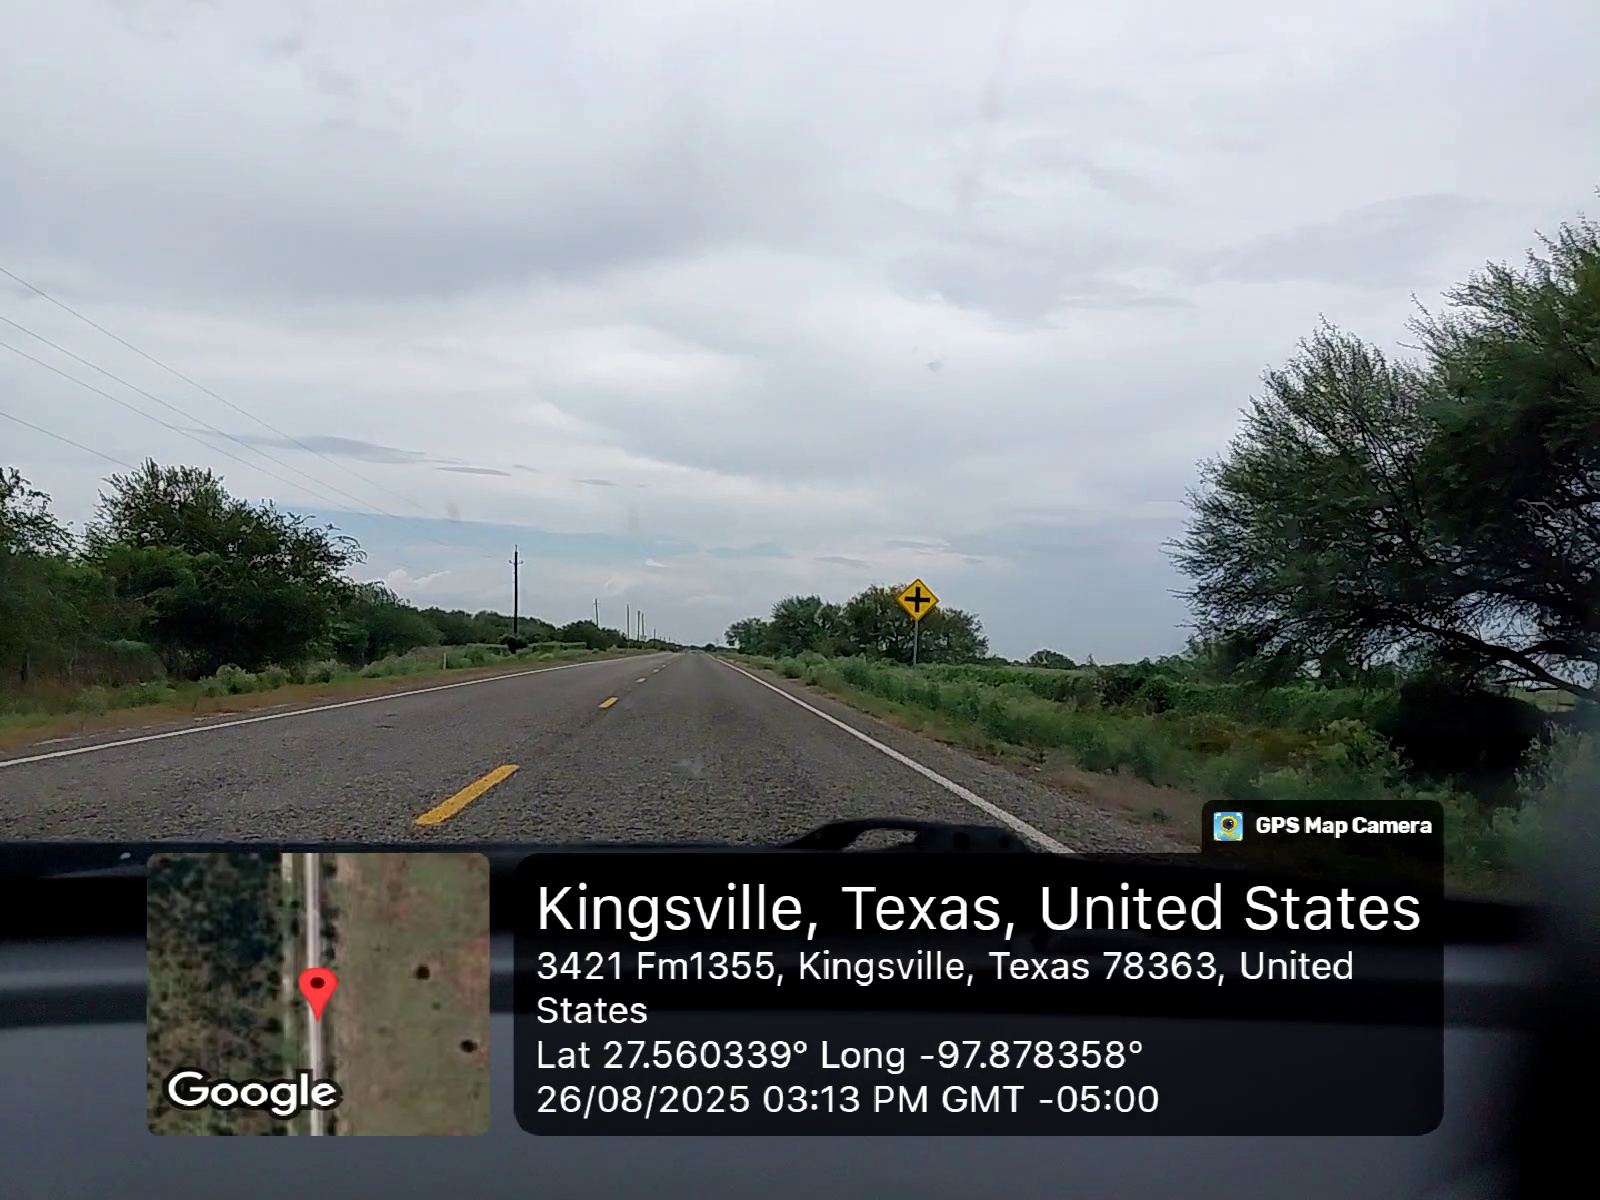 GPS Map Camera
Kingsville, Texas, United States
3421 Fm1355, Kingsville, Texas 78363, United
States
Lat 27.560339° Long -97.878358°
26/08/2025 03:13 PM GMT -05:00
Google